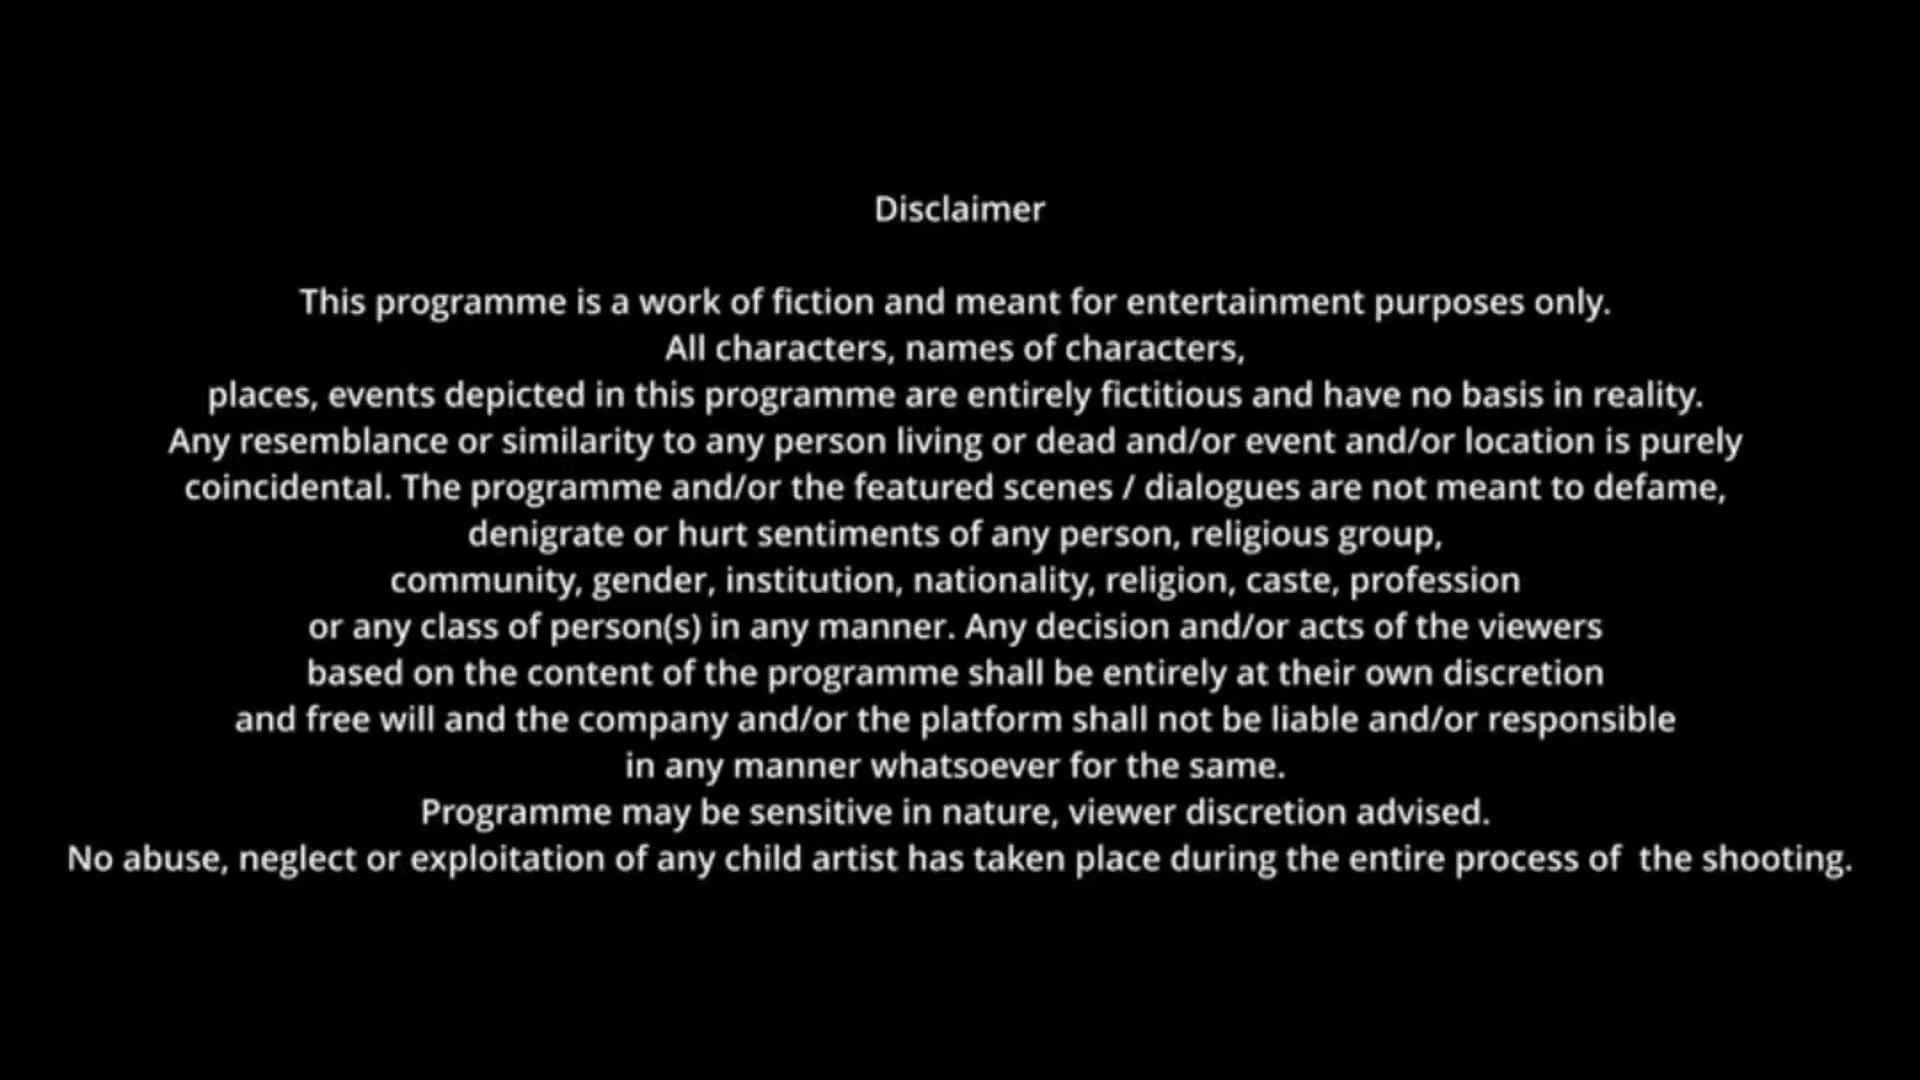 Disclaimer
This programme is a work of fiction and meant for entertainment purposes only.
All characters, names of characters,
places, events depicted in this programme are entirely fictitious and have no basis in reality.
Any resemblance or similarity to any person living or dead and/or event and/or location is purely
coincidental. The programme and/or the featured scenes / dialogues are not meant to defame,
denigrate or hurt sentiments of any person, religious group,
community, gender, institution, nationality, religion, caste, profession
or any class of person(s) in any manner. Any decision and/or acts of the viewers
based on the content of the programme shall be entirely at their own discretion
and free will and the company and/or the platform shall not be liable and/or responsible
in any manner whatsoever for the same.
Programme may be sensitive in nature, viewer discretion advised.
No abuse, neglect or exploitation of any child artist has taken place during the entire process of  the shooting.